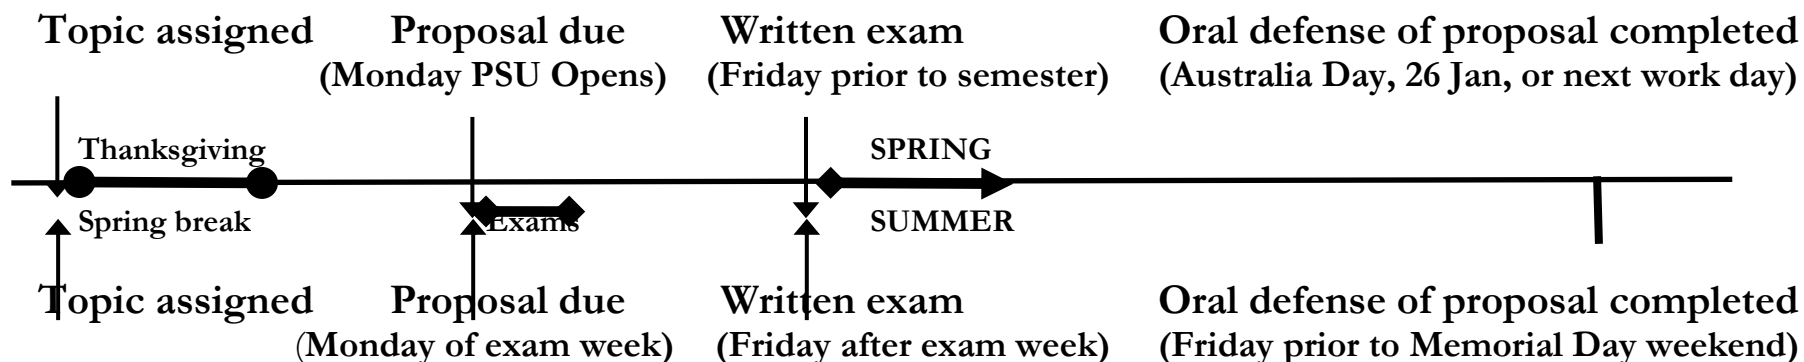 Topic assigned Proposal due Written exam Oral defense of proposal completed
(Monday PSU Opens) (Friday prior to semester) (Australia Day, 26 Jan, or next work day)
Thanksgiving SPRING
Spring break Exams SUMMER
Topic assigned Proposal due Written exam Oral defense of proposal completed
(Monday of exam week) (Friday after exam week) (Friday prior to Memorial Day weekend)